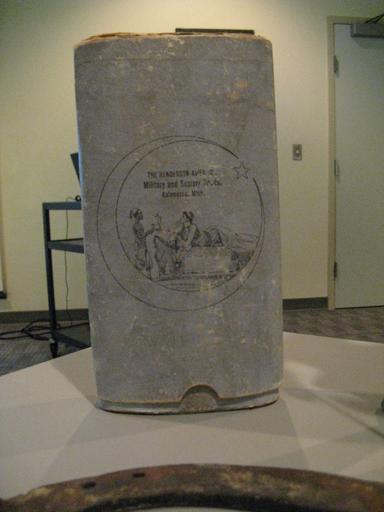 THE HENDERSON-AMES CO.
Military and Society Goods,
Kalamazoo, Mich.